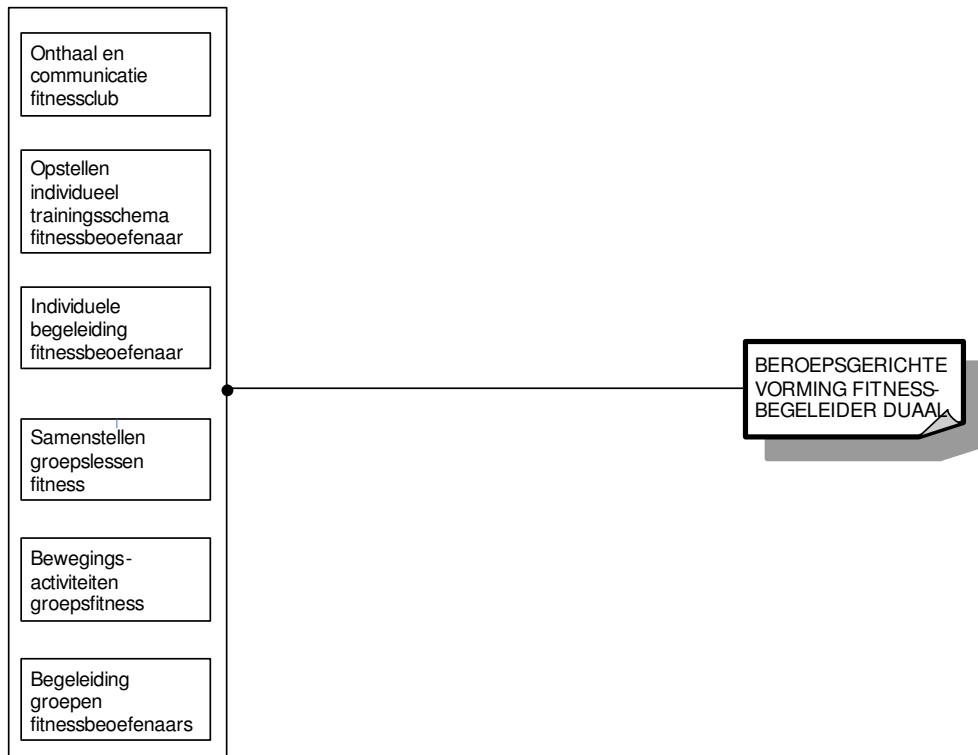 Onthaal en
communicatie
fitnessclub
Opstellen
individueel
trainingsschema
fitnessbeoefenaar
Individuele
begeleiding
fitnessbeoefenaar
Samenstellen
groepslessen
fitness
Bewegings-
activiteiten
groepsfitness
Begeleiding
groepen
fitnessbeoefenaars
BEROEPSGERICHTE
VORMING FITNESS-
BEGELEIDER DUAAL